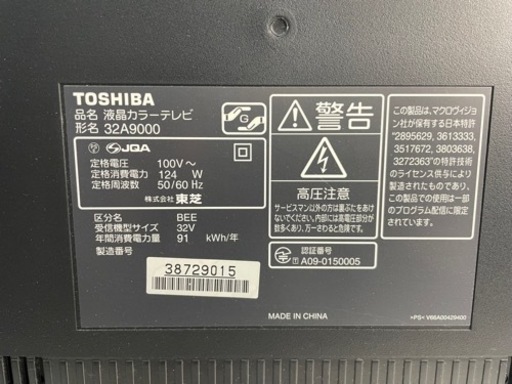 TOSHIBA
品名 液晶カラーテレビ
形名 32A9000
G
JQA
定格電圧 100V～
定格消費電力 124 W
定格周波数 50/60 Hz
株式会社 東芝
区分名 BEE
受信機型サイズ 32V
年間消費電力量 91 kWh/年
製造番号
38729015
警告
高圧注意
サービスマン以外の方は裏ぶたをあけ
ないでください。内部には高電圧部分が
数多くあり、万一さわると危険です。
認証番号
A09-0150005
MADE IN CHINA
この製品は、マクロヴィジョ
ン社が保有する日本特許
"2895629, 3613333,
3517672, 3803638,
3272363"の特許技術の
ライセンス供与により
製造されましたが、
この使用権は一部の
プログラム配信に
限定されています。
>PS< V66A00429400